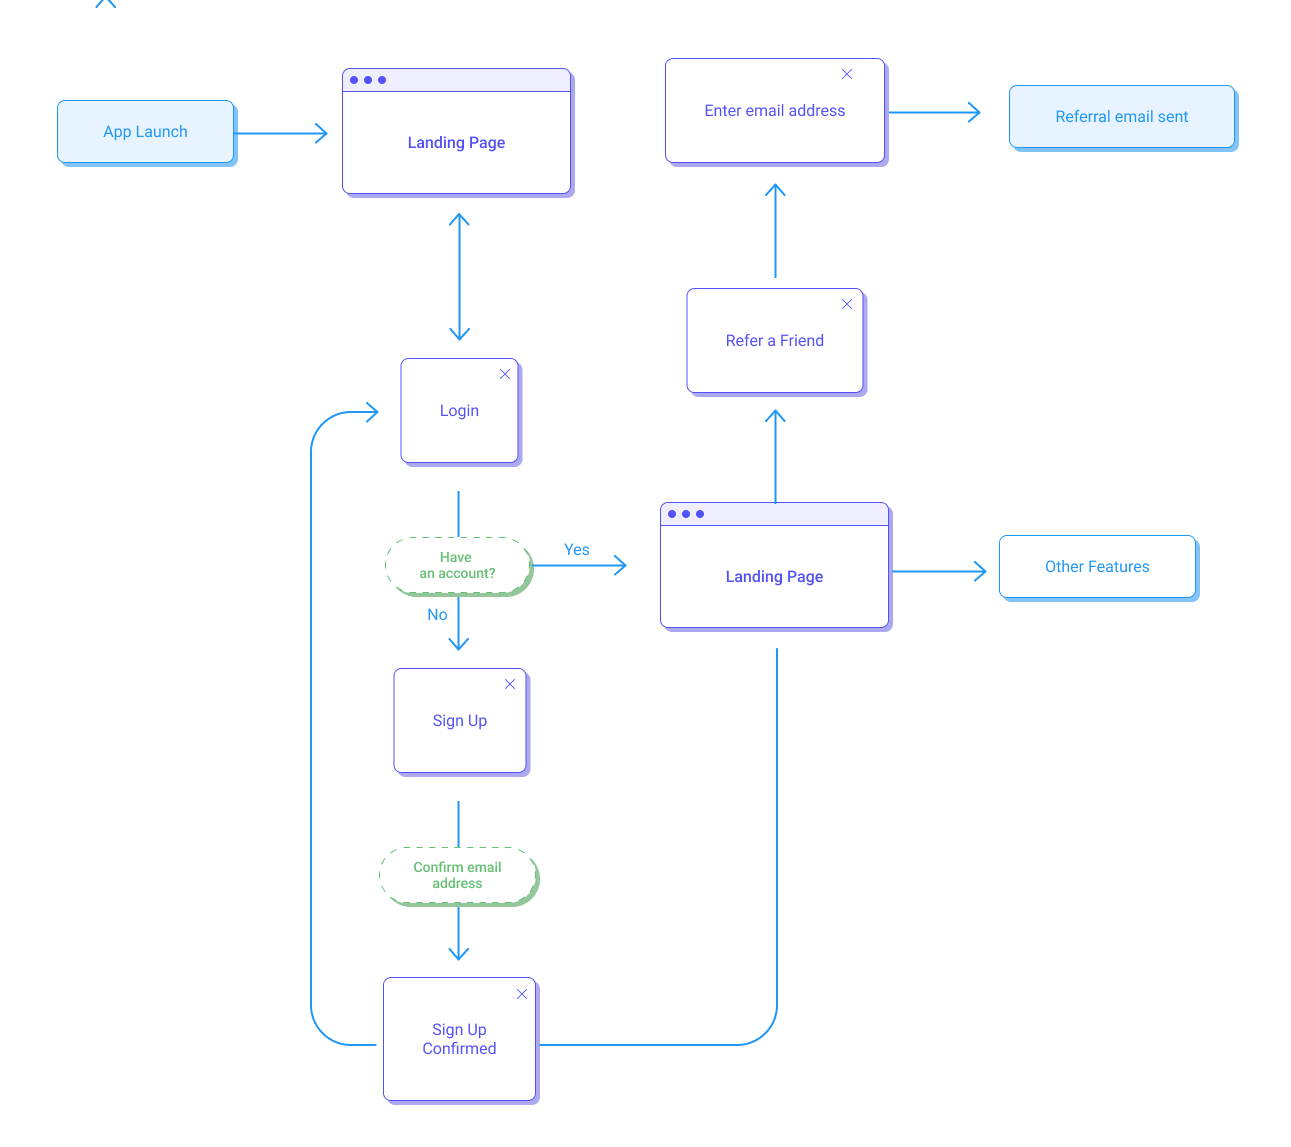 App Launch
Landing Page
Enter email address
Referral email sent
Refer a Friend
Login
Have
an account?
Yes
No
Landing Page
Other Features
Sign Up
Confirm email
address
Sign Up
Confirmed